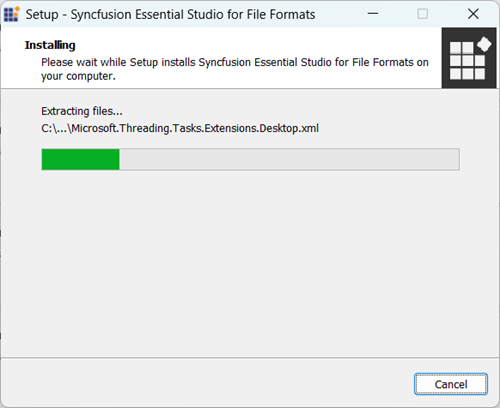 Setup - Syncfusion Essential Studio for File Formats
Installing
Please wait while Setup installs Syncfusion Essential Studio for File Formats on
your computer.
Extracting files...
C:\...\Microsoft.Threading.Tasks.Extensions.Desktop.xml
Cancel